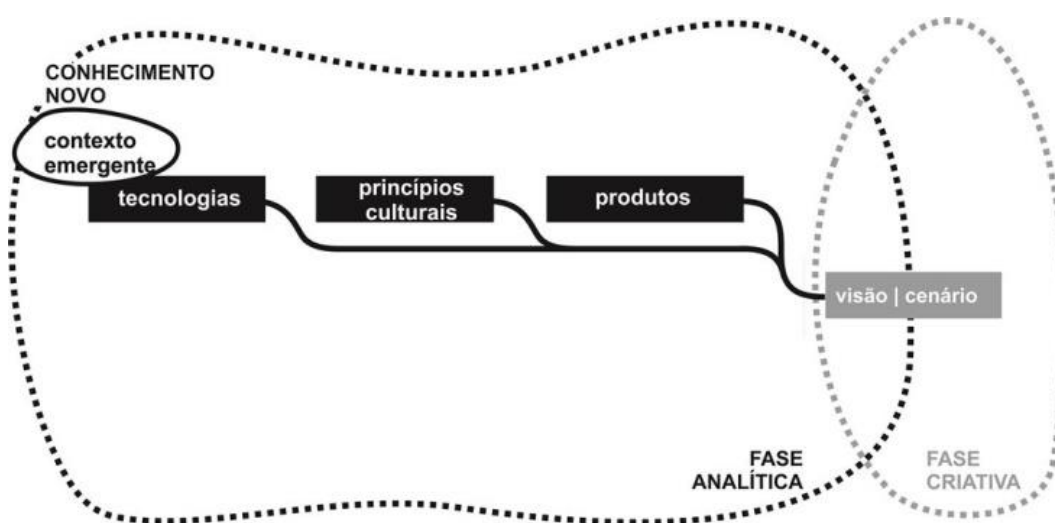 CONHECIMENTO
NOVO
contexto
emergente
tecnologias
princípios
culturais
produtos
visão | cenário
FASE
ANALÍTICA
FASE
CRIATIVA